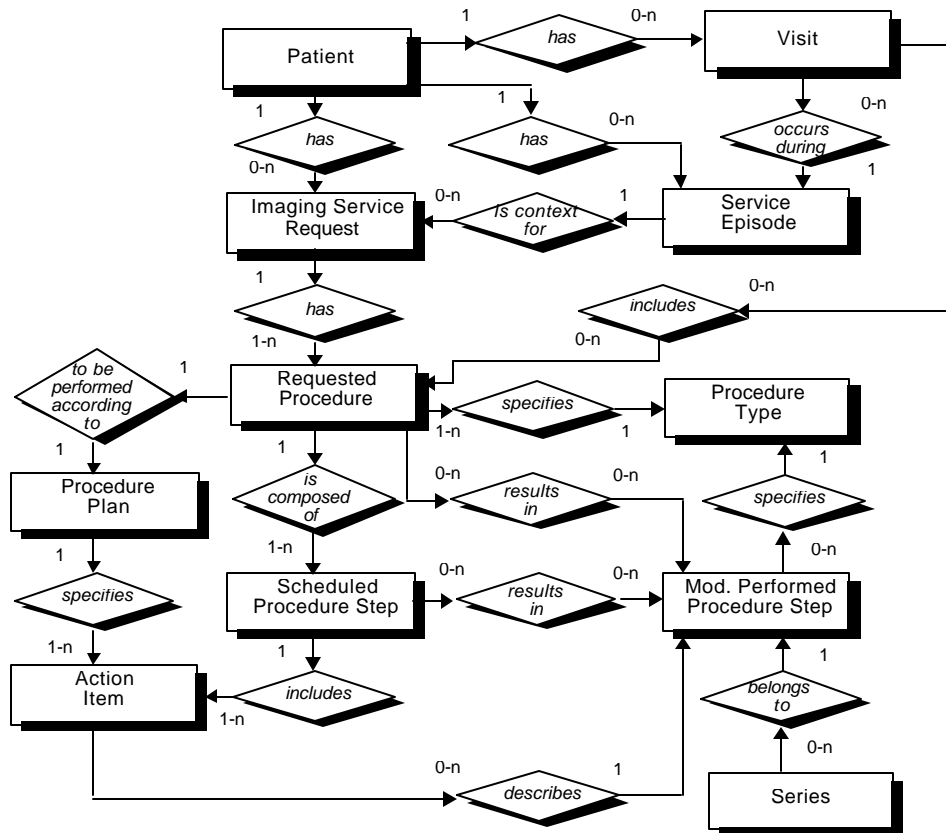 1
0-n
has
Patient
Visit
1
1
0-n
0-n
has
has
occurs
during
0-n
0-n
1
1
Imaging Service
Request
Is context
for
Service
Episode
1
0-n
has
includes
0-n
1-n
to be
performed
according
to
1
Requested
Procedure
specifies
Procedure
Type
1-n
1
1
1
1
is
composed
of
0-n
results
in
0-n
Procedure
Plan
specifies
1
1-n
0-n
Scheduled
Procedure Step
0-n
results
in
0-n
Mod. Performed
Procedure Step
specifies
1-n
1
1
Action
Item
includes
belongs
to
1-n
0-n
0-n
1
describes
Series